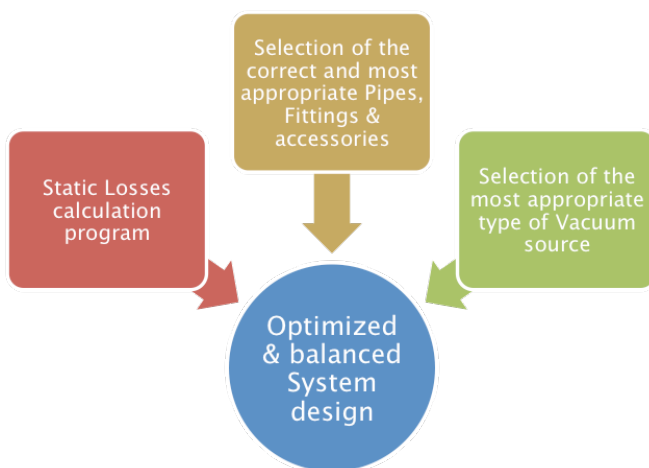 Selection of the
correct and most
appropriate Pipes,
Fittings &
accessories
Static Losses
calculation
program
Selection of the
most appropriate
type of Vacuum
source
Optimized
& balanced
System
design